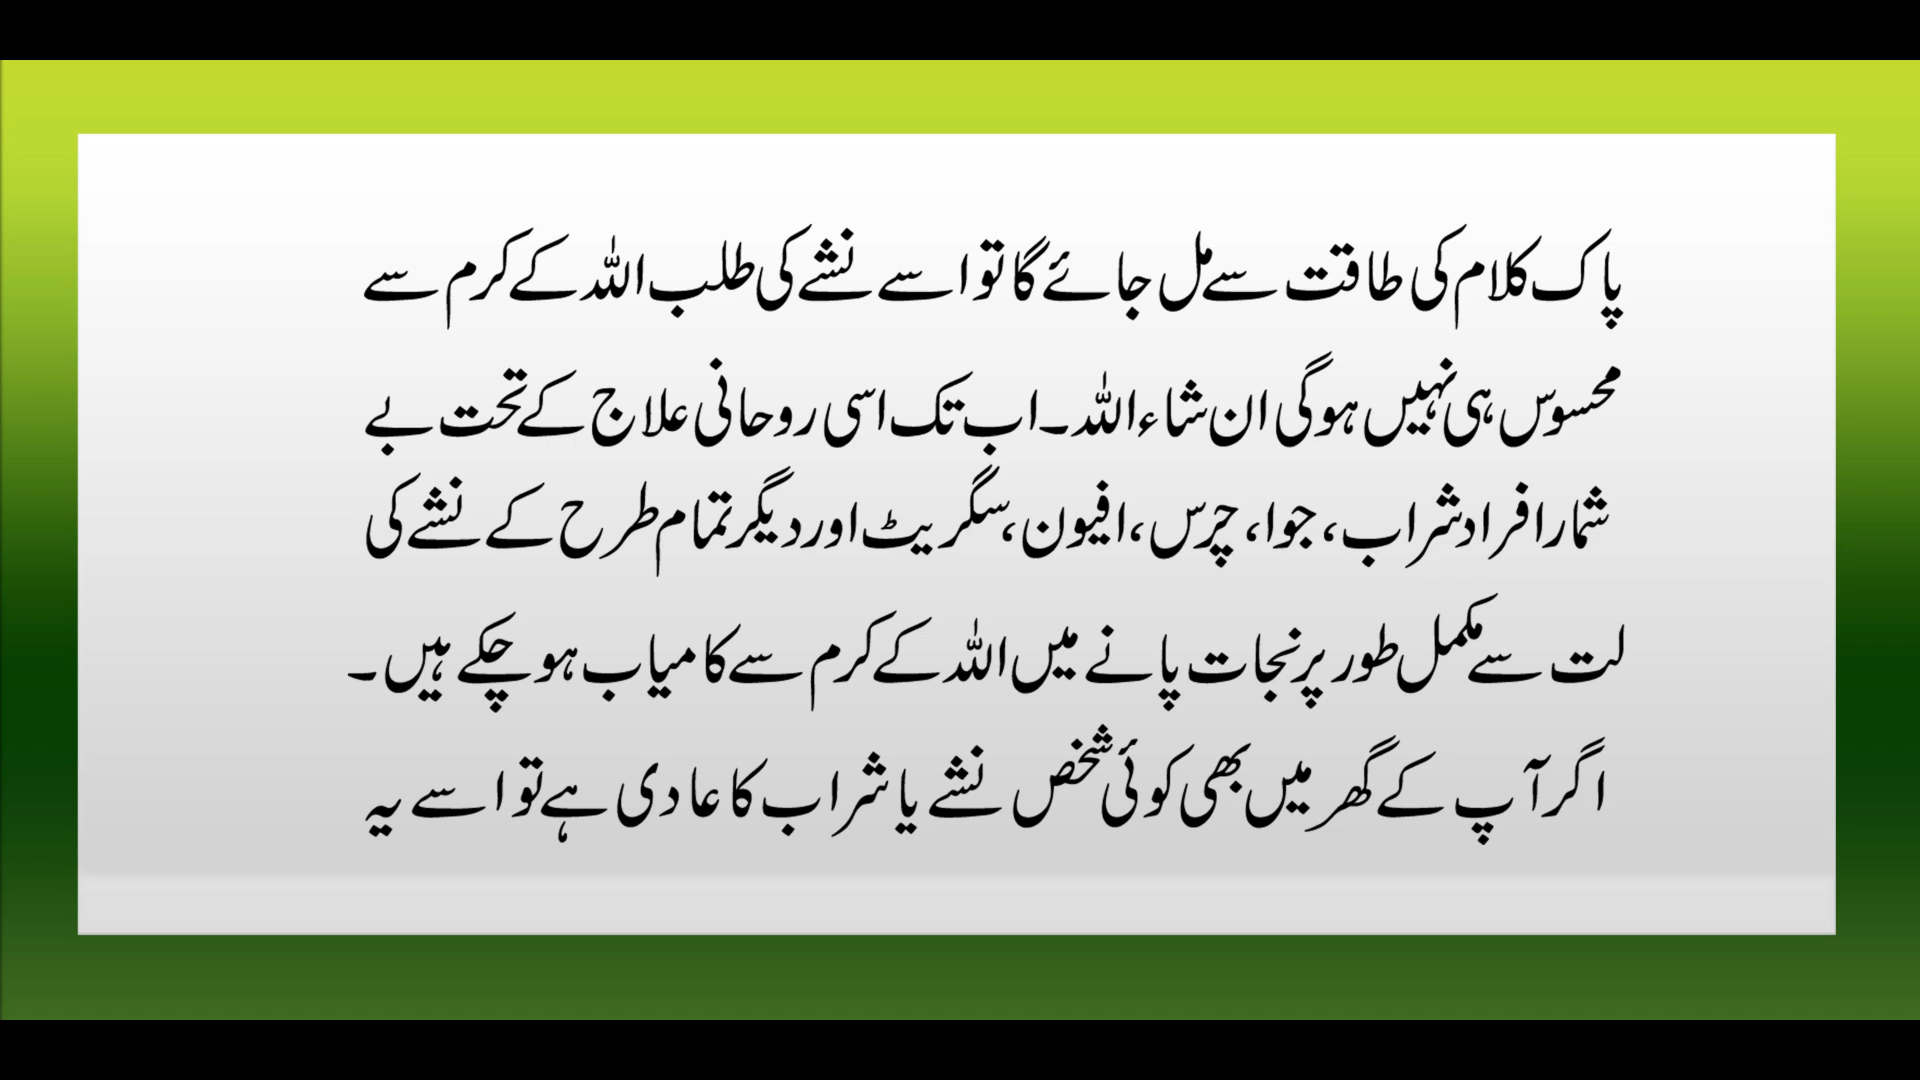 پاک کلام کی طاقت سے مل جائے گا تو اسے نشے کی طلب اللہ کے کرم سے
محسوس ہی نہیں ہو گی ان شاء اللہ۔ اب تک اسی روحانی علاج کے تحت بے
شمار افراد شراب، جوا، چرس، افیون، سگریٹ اور دیگر تمام طرح کے نشے کی
لت سے مکمل طور پر نجات پانے میں اللہ کے کرم سے کامیاب ہو چکے ہیں۔
اگر آپ کے گھر میں بھی کوئی شخص نشے یا شراب کا عادی ہے تو اسے یہ